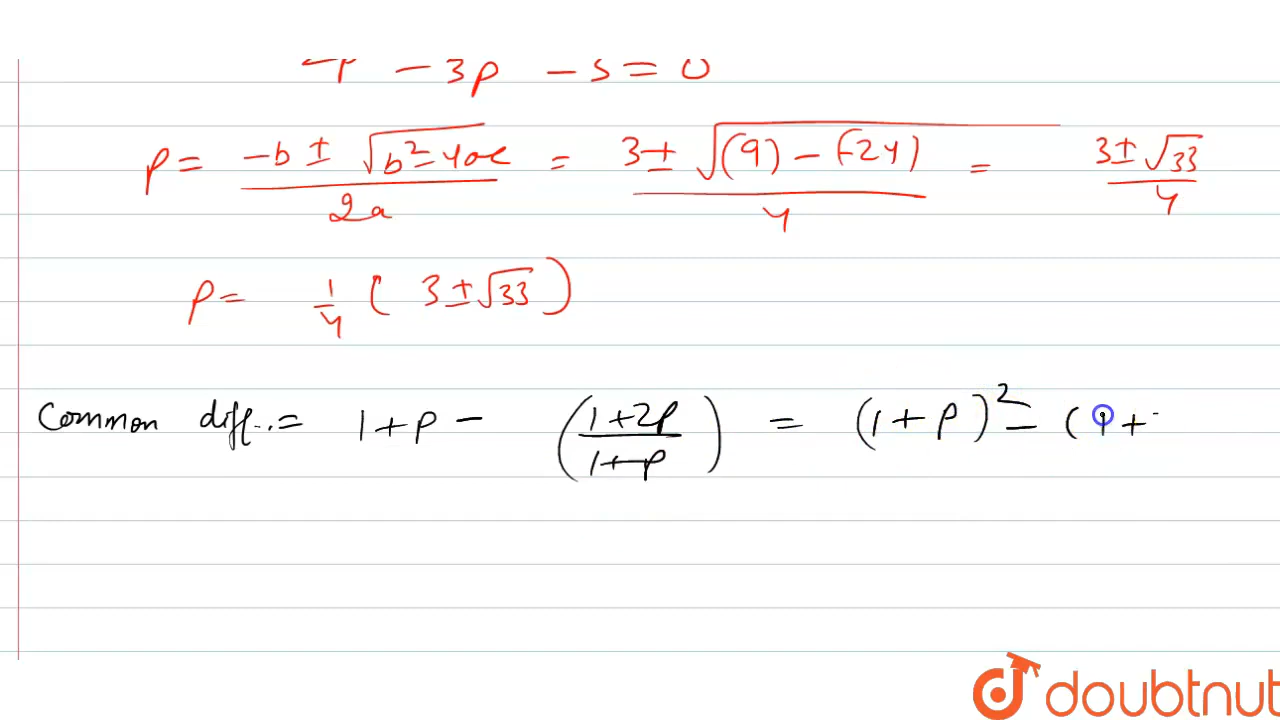 - 3p - 3 = 0
p = -b ± √b² - 4ac / 2a = 3 ± √(9) - (-24) / 4 = 3 ± √33 / 4
p = 1/4 ( 3 ± √33 )
Common diff.. = 1 + p - ( 1 + 2p / 1 + p ) = (1 + p)² - ( 1 +
doubtnut